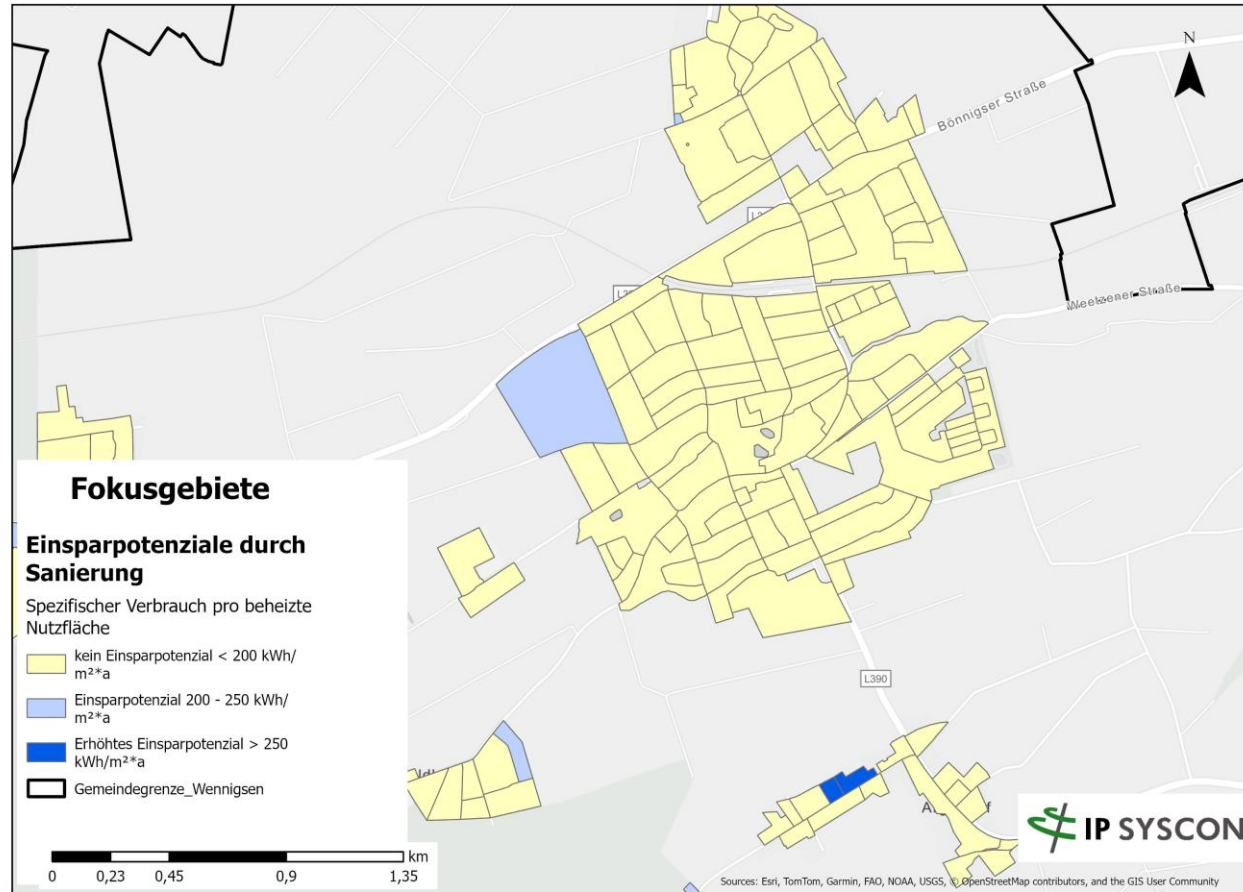 N
Bönnigser Straße
Weetzener Straße
Fokusgebiete
Einsparpotenziale durch
Sanierung
Spezifischer Verbrauch pro beheizte
Nutzfläche
kein Einsparpotenzial < 200 kWh/
m²*a
Einsparpotenzial 200 - 250 kWh/
m²*a
Erhöhtes Einsparpotenzial > 250
kWh/m²*a
Gemeindegrenze_Wennigsen
L390
km
0 0,23 0,45 0,9 1,35
IP SYSCON
Sources: Esri, TomTom, Garmin, FAO, NOAA, USGS, © OpenStreetMap contributors, and the GIS User Community